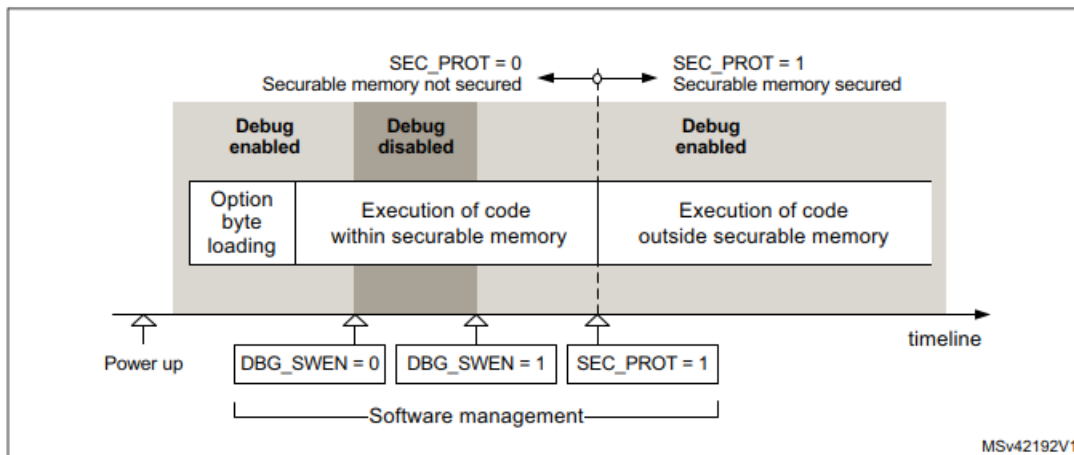 SEC_PROT = 0
Securable memory not secured
SEC_PROT = 1
Securable memory secured
Debug
enabled
Debug
disabled
Debug
enabled
Option
byte
loading
Execution of code
within securable memory
Execution of code
outside securable memory
timeline
Power up
DBG_SWEN = 0
DBG_SWEN = 1
SEC_PROT = 1
Software management
MSv42192V1